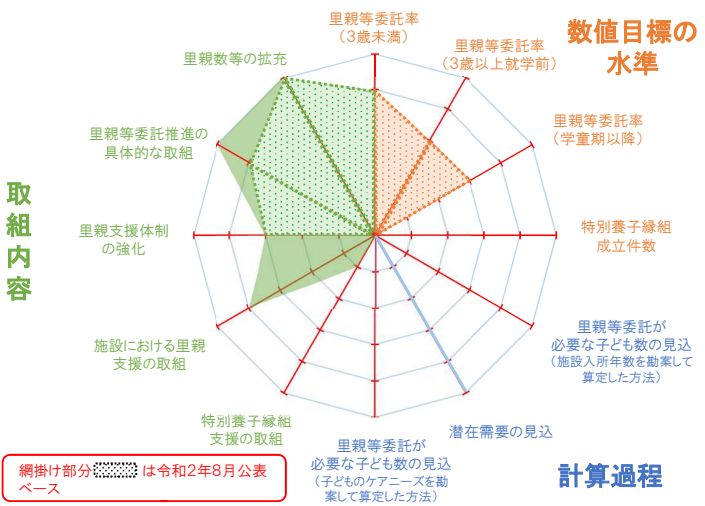 里親等委託率
（3歳未満）
数値目標の
水準
里親等委託率
（3歳以上就学前）
里親数等の拡充
里親等委託率
（学童期以降）
里親等委託推進の
具体的な取組
取組内容
里親支援体制
の強化
特別養子縁組
成立件数
里親等委託が
必要な子ども数の見込
（施設入所年数を勘案して
算定した方法）
施設における里親
支援の取組
特別養子縁組
支援の取組
潜在需要の見込
里親等委託が
必要な子ども数の見込
（子どものケアニーズを勘
案して算定した方法）
計算過程
網掛け部分 は令和2年8月公表
ベース